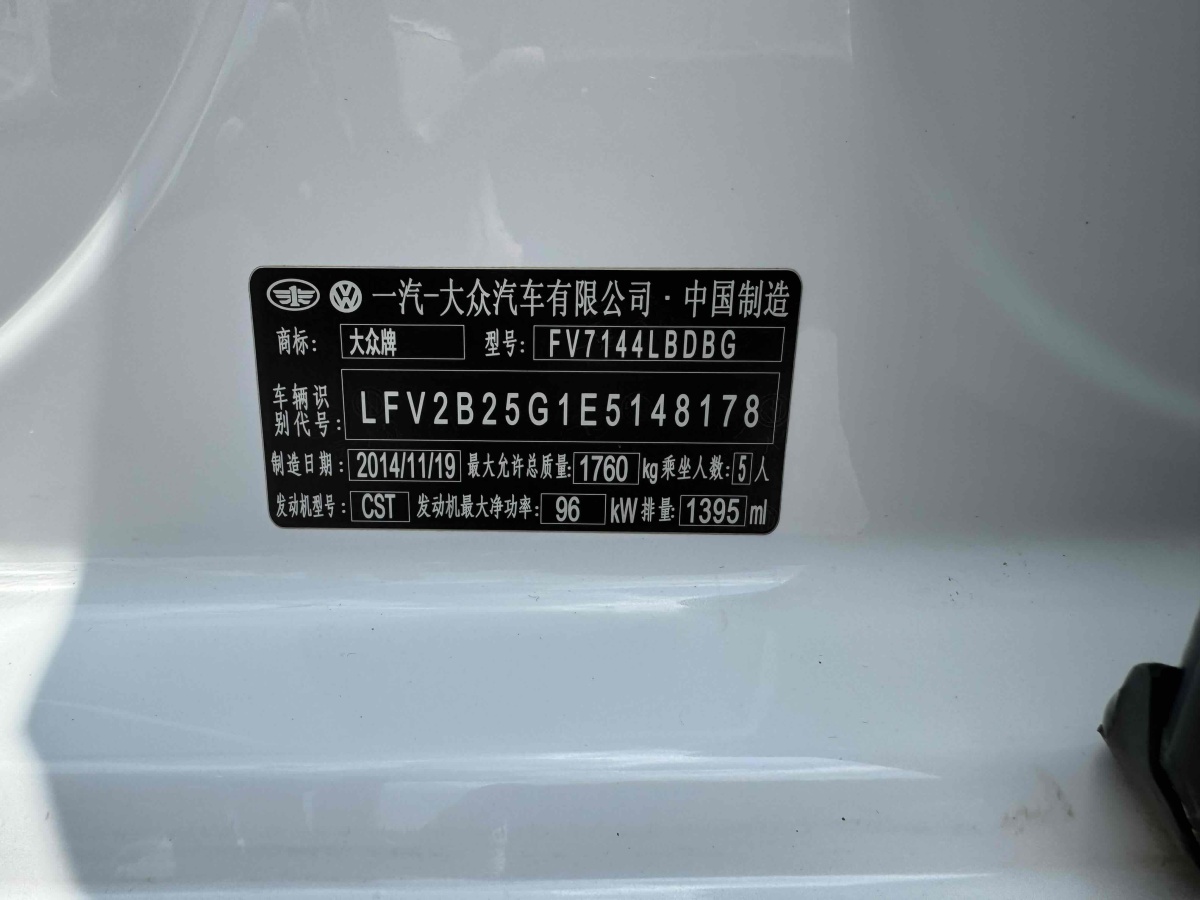 一汽-大众汽车有限公司·中国制造
商标: 大众牌 型号: FV7144LBDBG
车辆识
别代号: LFV2B25G1E5148178
制造日期: 2014/11/19 最大允许总质量: 1760 kg 乘坐人数: 5 人
发动机型号: CST 发动机最大净功率: 96 kW 排量: 1395 ml